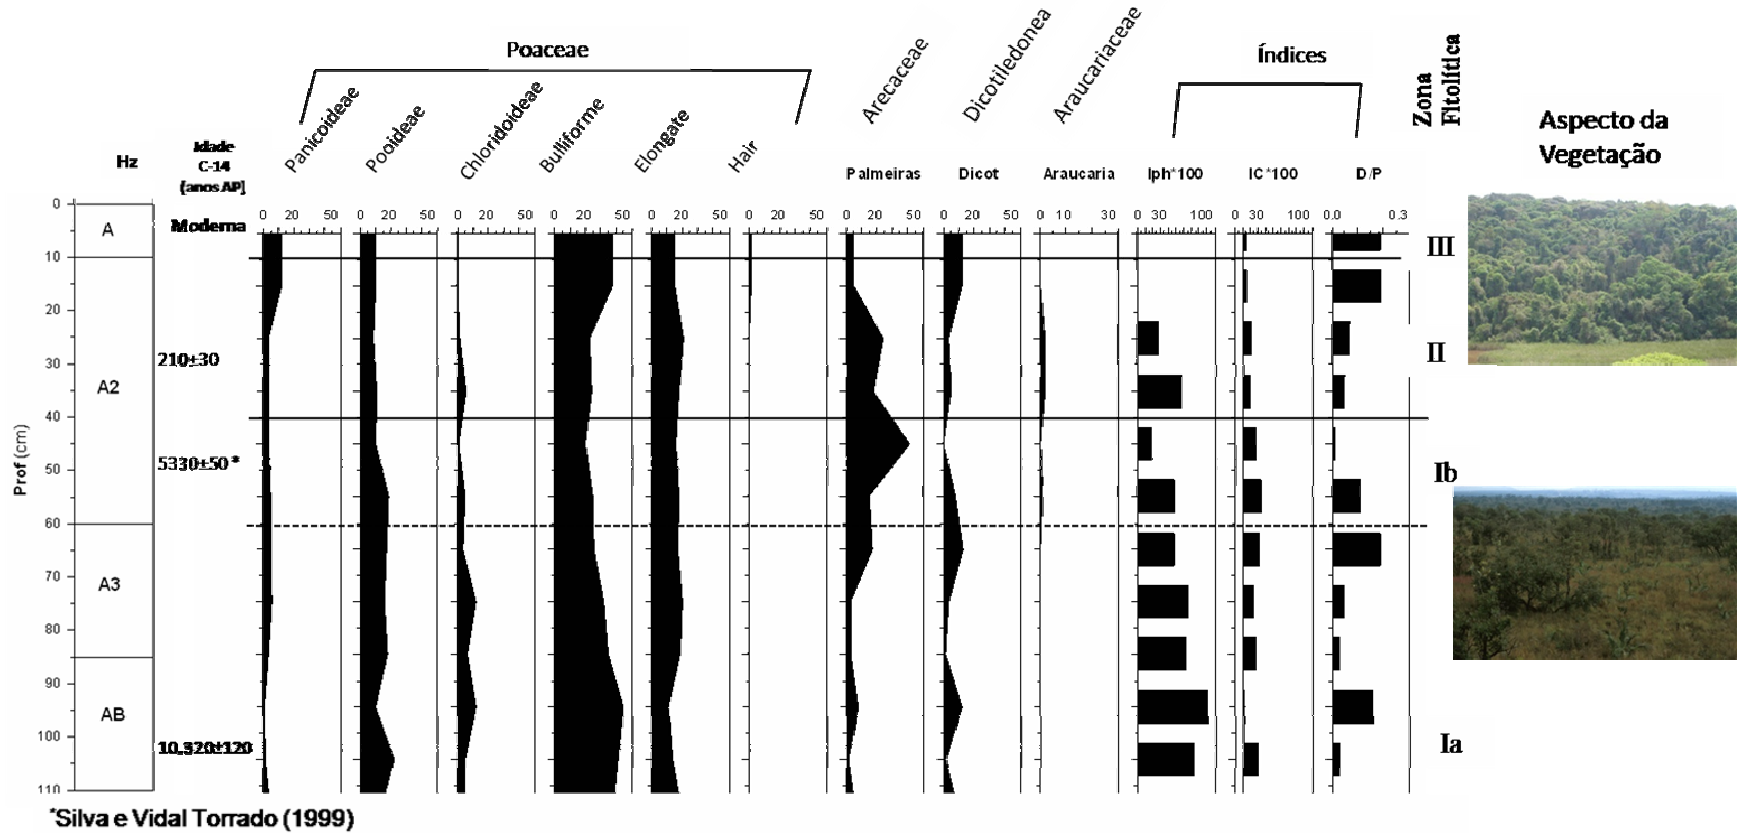 Poaceae
Índices
Panicoideae
Pooideae
Chloridoideae
Bulliforme
Elongate
Hair
Arecaceae
Dicotiledonea
Araucariaceae
Zona
Fitolítica
Aspecto da
Vegetação
Hz
Idade
C-14
(anos AP)
Palmeiras Dicot Araucaria Iph*100 IC*100 D/P
0 20 50 0 20 50 0 20 50 0 20 50 0 20 50 0 20 50 0 20 50 0 20 50 0 10 30 0 30 100 0 30 100 0.0 0.3
0
A
Moderna
III
10
20
210±30
II
30
A2
40
5330±50*
Ib
50
60
70
A3
80
90
AB
100
10.320±120
Ia
110
Prof (cm)
*Silva e Vidal Torrado (1999)